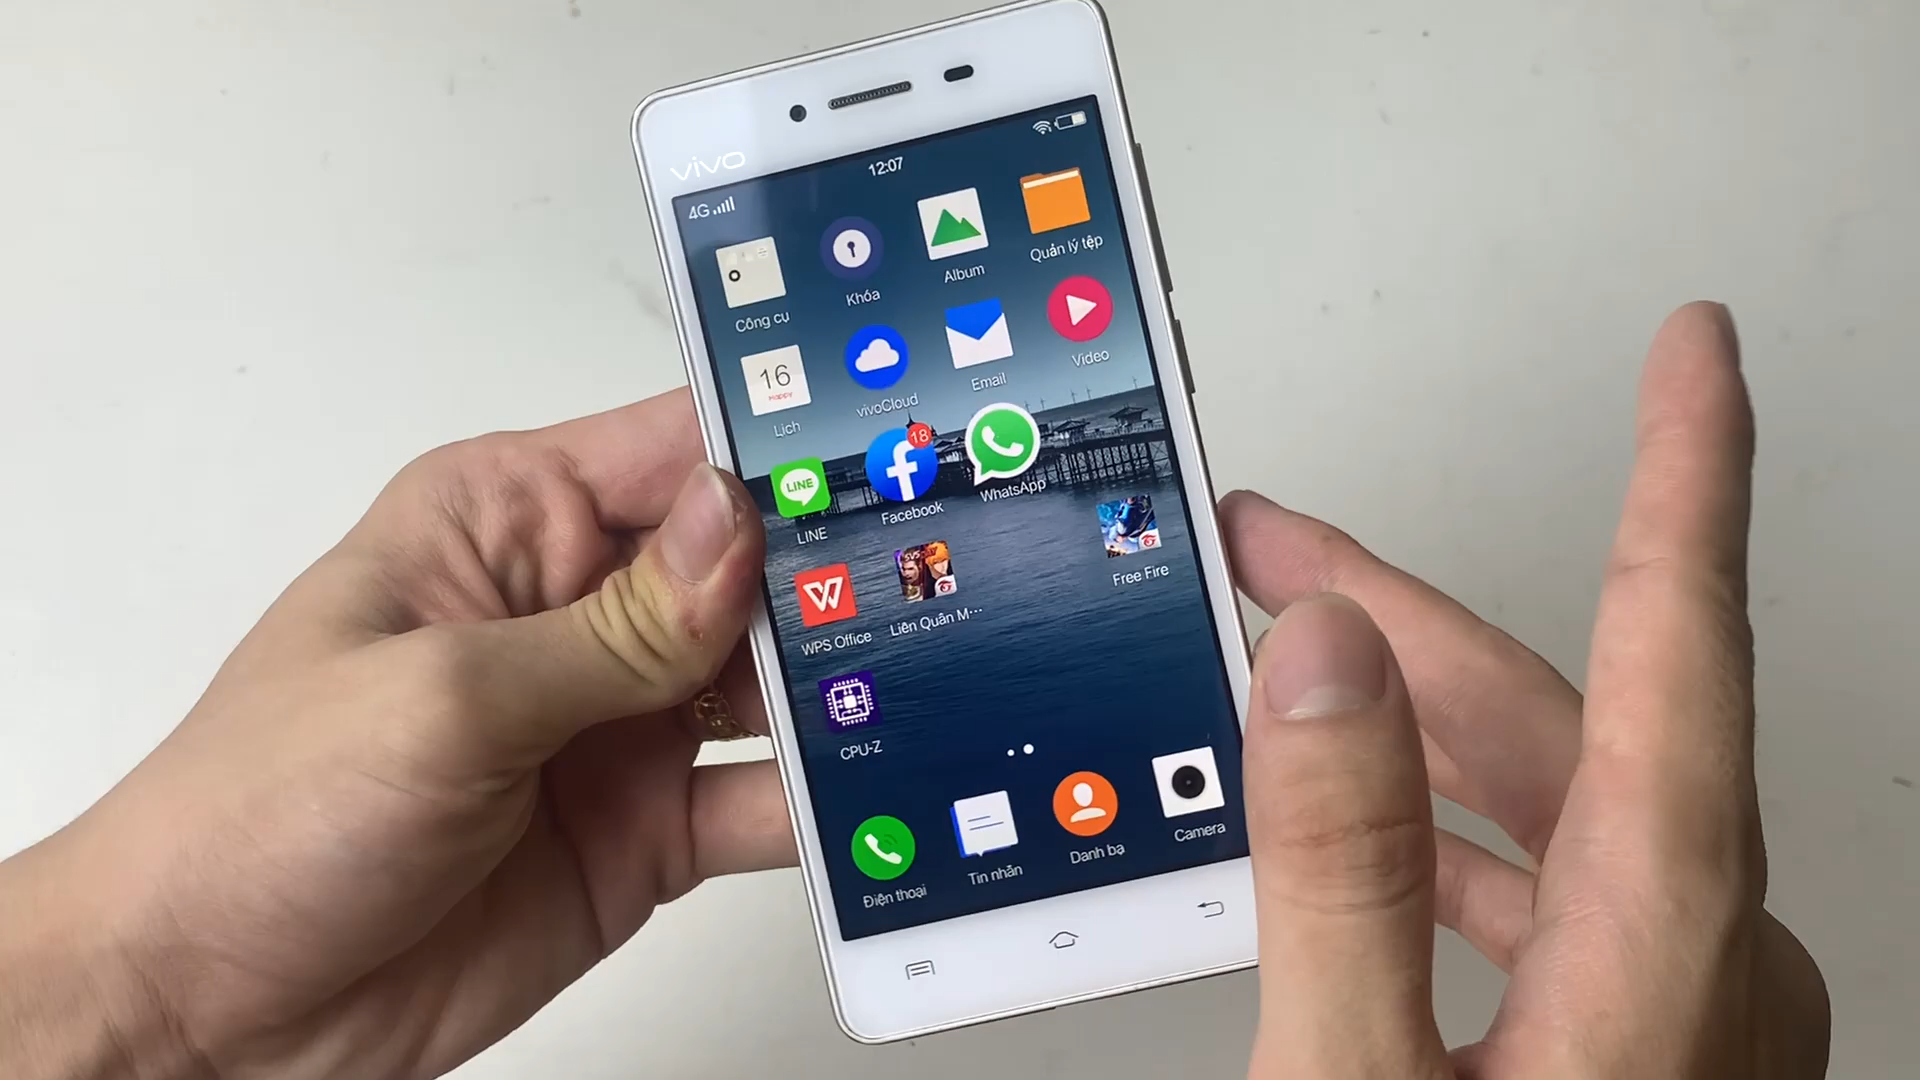 vivo
12:07
4G
Công cụ
Khóa
Album
Quản lý tệp
16
Happy
Lịch
vivoCloud
Email
Video
LINE
LINE
18
Facebook
WhatsApp
WPS Office
Liên Quân M...
Free Fire
CPU-Z
Điện thoại
Tin nhắn
Danh bạ
Camera